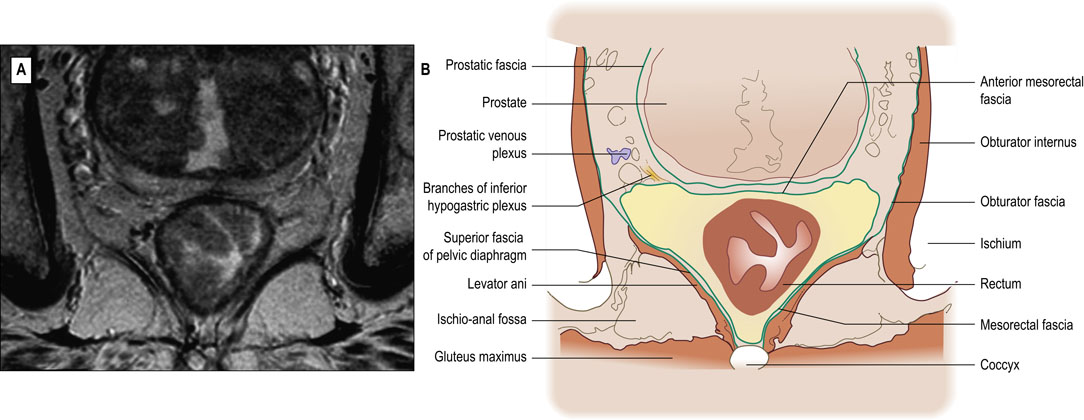 A
B
Prostatic fascia
Prostate
Prostatic venous
plexus
Branches of inferior
hypogastric plexus
Superior fascia
of pelvic diaphragm
Levator ani
Ischio-anal fossa
Gluteus maximus
Anterior mesorectal
fascia
Obturator internus
Obturator fascia
Ischium
Rectum
Mesorectal fascia
Coccyx